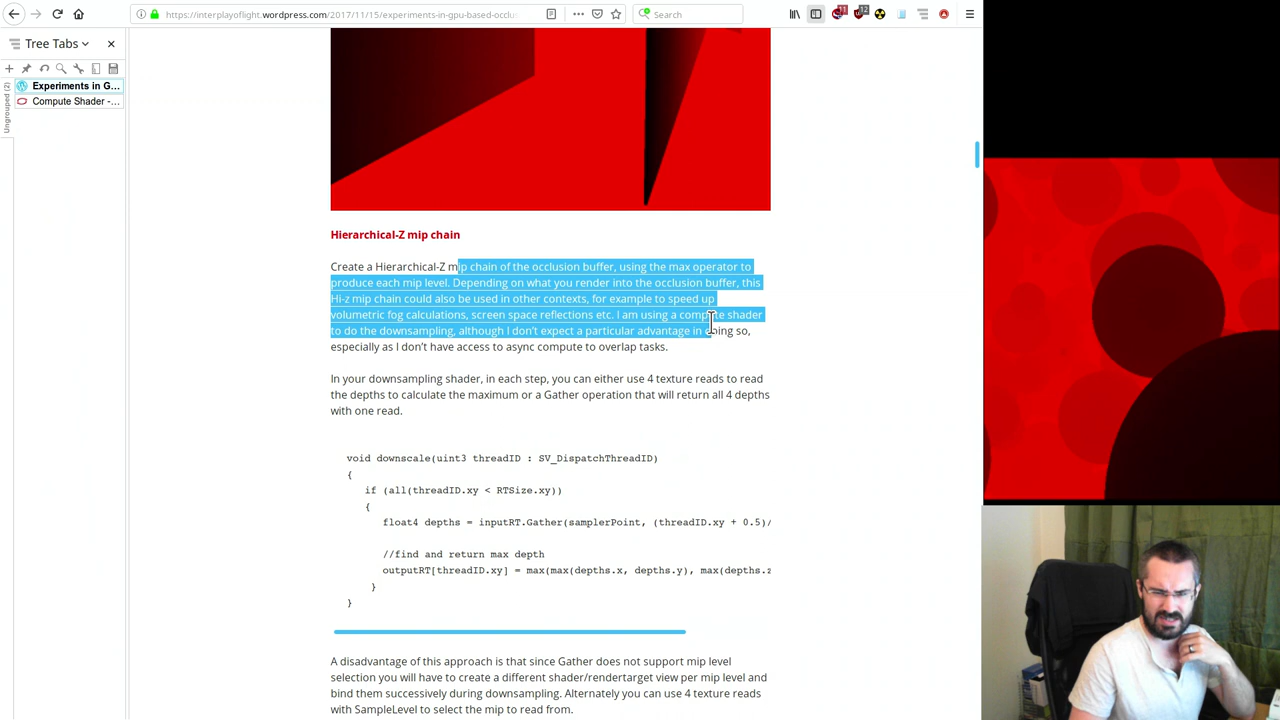 https://interplayoflight.wordpress.com/2017/11/15/experiments-in-gpu-based-occlu
Search
11
12
Tree Tabs
Ungrouped (2)
Experiments in G...
Compute Shader -...
Hierarchical-Z mip chain
Create a Hierarchical-Z mip chain of the occlusion buffer, using the max operator to
produce each mip level. Depending on what you render into the occlusion buffer, this
Hi-z mip chain could also be used in other contexts, for example to speed up
volumetric fog calculations, screen space reflections etc. I am using a compute shader
to do the downsampling, although I don't expect a particular advantage in doing so,
especially as I don't have access to async compute to overlap tasks.
In your downsampling shader, in each step, you can either use 4 texture reads to read
the depths to calculate the maximum or a Gather operation that will return all 4 depths
with one read.
void downscale(uint3 threadID : SV_DispatchThreadID)
{
if (all(threadID.xy < RTSize.xy))
{
float4 depths = inputRT.Gather(samplerPoint, (threadID.xy + 0.5)/
//find and return max depth
outputRT[threadID.xy] = max(max(depths.x, depths.y), max(depths.z
}
}
A disadvantage of this approach is that since Gather does not support mip level
selection you will have to create a different shader/rendertarget view per mip level and
bind them successively during downsampling. Alternately you can use 4 texture reads
with SampleLevel to select the mip to read from.